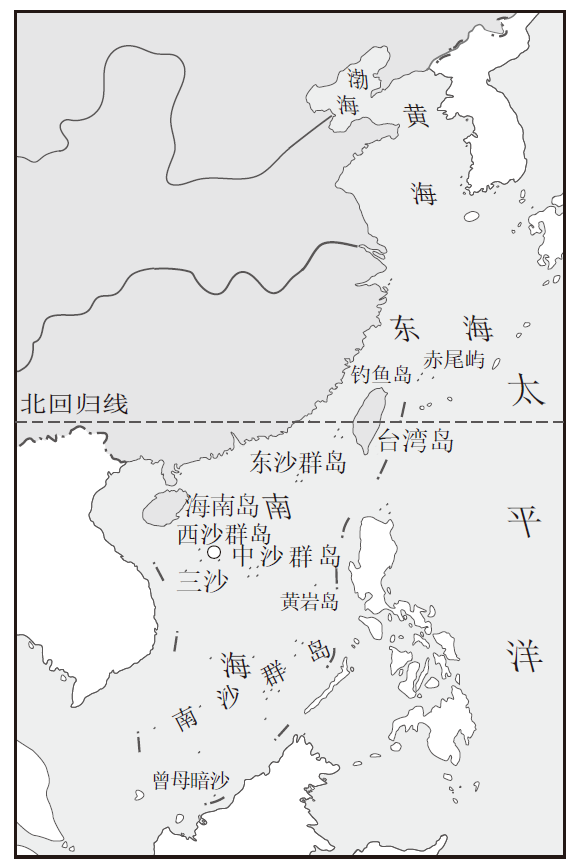 渤海
黄海
东海
赤尾屿
钓鱼岛
太平洋
北回归线
台湾岛
东沙群岛
海南岛
南海
西沙群岛
中沙群岛
三沙
黄岩岛
南沙群岛
曾母暗沙